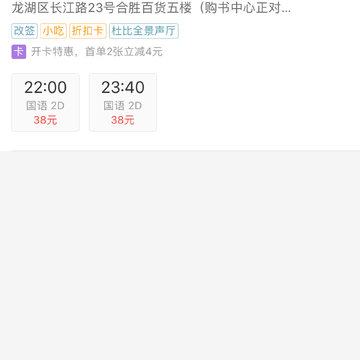 龙湖区长江路23号合胜百货五楼（购书中心正对...
改签 小吃 折扣卡 杜比全景声厅
卡 开卡特惠，首单2张立减4元
22:00 23:40
国语 2D 国语 2D
38元 38元